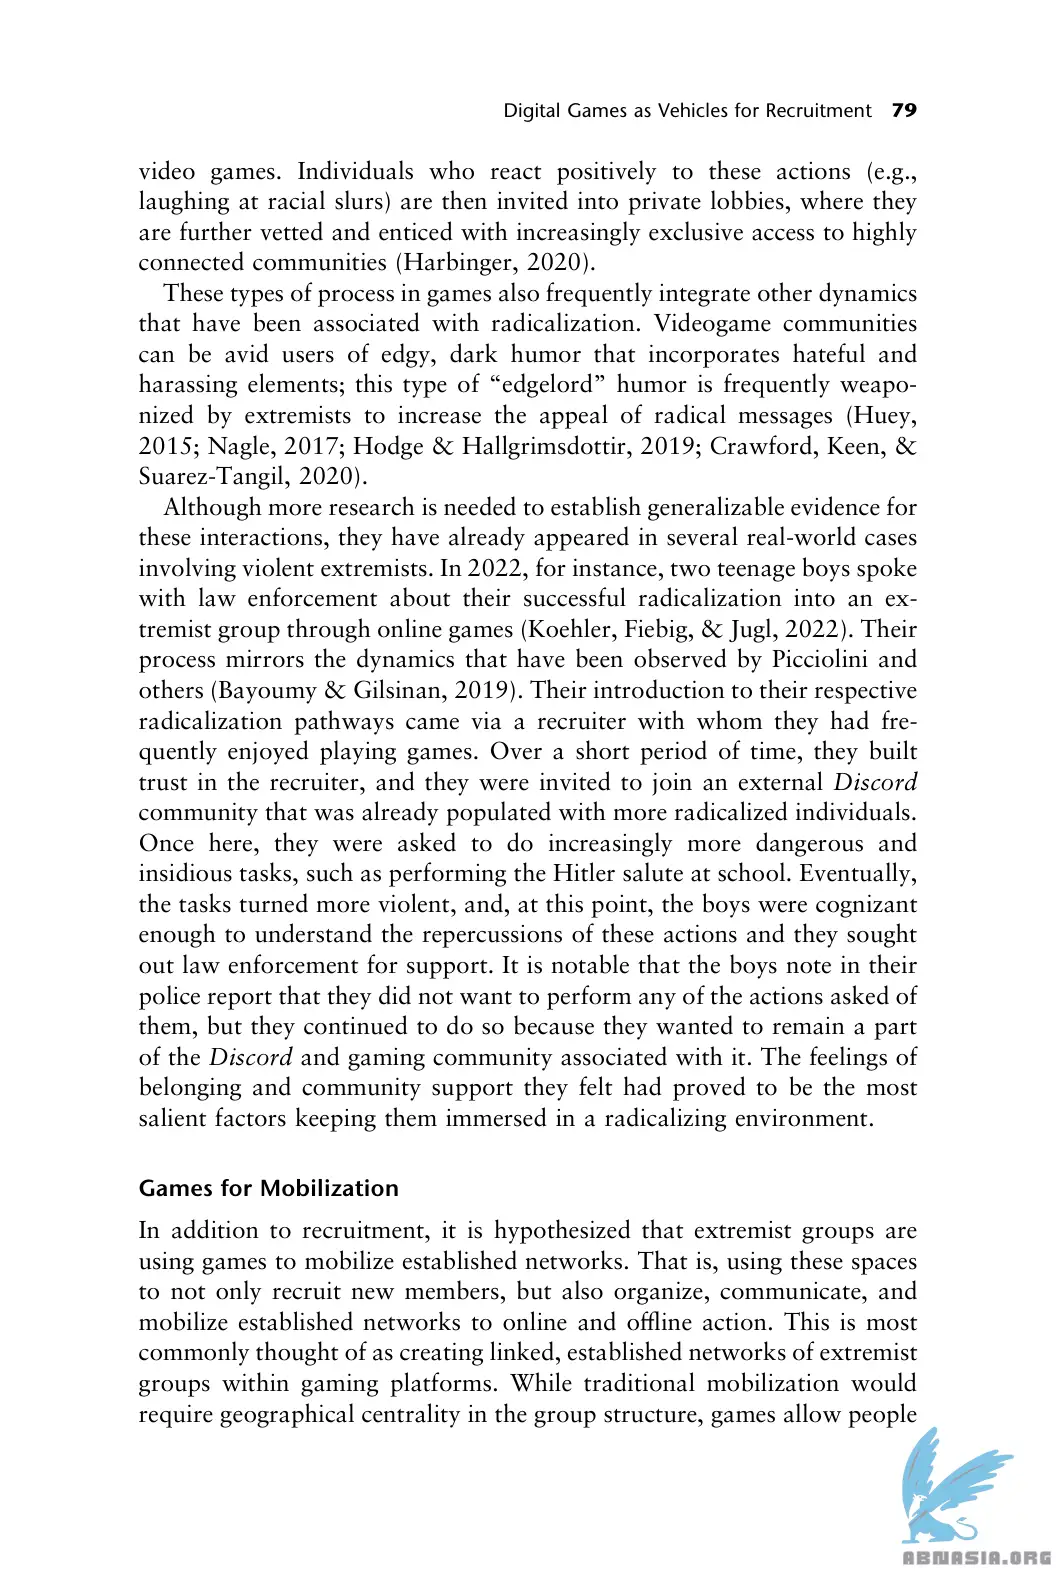 Digital Games as Vehicles for Recruitment 79
video games. Individuals who react positively to these actions (e.g.,
laughing at racial slurs) are then invited into private lobbies, where they
are further vetted and enticed with increasingly exclusive access to highly
connected communities (Harbinger, 2020).
These types of process in games also frequently integrate other dynamics
that have been associated with radicalization. Videogame communities
can be avid users of edgy, dark humor that incorporates hateful and
harassing elements; this type of “edgelord” humor is frequently weapo-
nized by extremists to increase the appeal of radical messages (Huey,
2015; Nagle, 2017; Hodge & Hallgrimsdottir, 2019; Crawford, Keen, &
Suarez-Tangil, 2020).
Although more research is needed to establish generalizable evidence for
these interactions, they have already appeared in several real-world cases
involving violent extremists. In 2022, for instance, two teenage boys spoke
with law enforcement about their successful radicalization into an ex-
tremist group through online games (Koehler, Fiebig, & Jugl, 2022). Their
process mirrors the dynamics that have been observed by Picciolini and
others (Bayoumy & Gilsinan, 2019). Their introduction to their respective
radicalization pathways came via a recruiter with whom they had fre-
quently enjoyed playing games. Over a short period of time, they built
trust in the recruiter, and they were invited to join an external Discord
community that was already populated with more radicalized individuals.
Once here, they were asked to do increasingly more dangerous and
insidious tasks, such as performing the Hitler salute at school. Eventually,
the tasks turned more violent, and, at this point, the boys were cognizant
enough to understand the repercussions of these actions and they sought
out law enforcement for support. It is notable that the boys note in their
police report that they did not want to perform any of the actions asked of
them, but they continued to do so because they wanted to remain a part
of the Discord and gaming community associated with it. The feelings of
belonging and community support they felt had proved to be the most
salient factors keeping them immersed in a radicalizing environment.
Games for Mobilization
In addition to recruitment, it is hypothesized that extremist groups are
using games to mobilize established networks. That is, using these spaces
to not only recruit new members, but also organize, communicate, and
mobilize established networks to online and offline action. This is most
commonly thought of as creating linked, established networks of extremist
groups within gaming platforms. While traditional mobilization would
require geographical centrality in the group structure, games allow people
ABNASIA.ORG